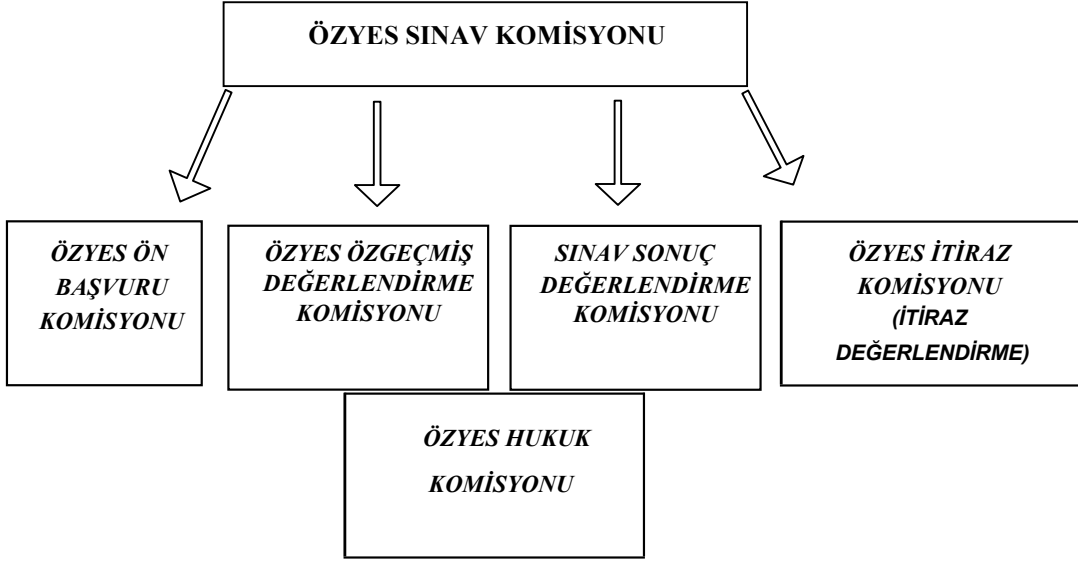 ÖZYES SINAV KOMİSYONU
ÖZYES ÖN
BAŞVURU
KOMİSYONU
ÖZYES ÖZGEÇMİŞ
DEĞERLENDİRME
KOMİSYONU
SINAV SONUÇ
DEĞERLENDİRME
KOMİSYONU
ÖZYES İTİRAZ
KOMİSYONU
(İTİRAZ
DEĞERLENDİRME)
ÖZYES HUKUK
KOMİSYONU